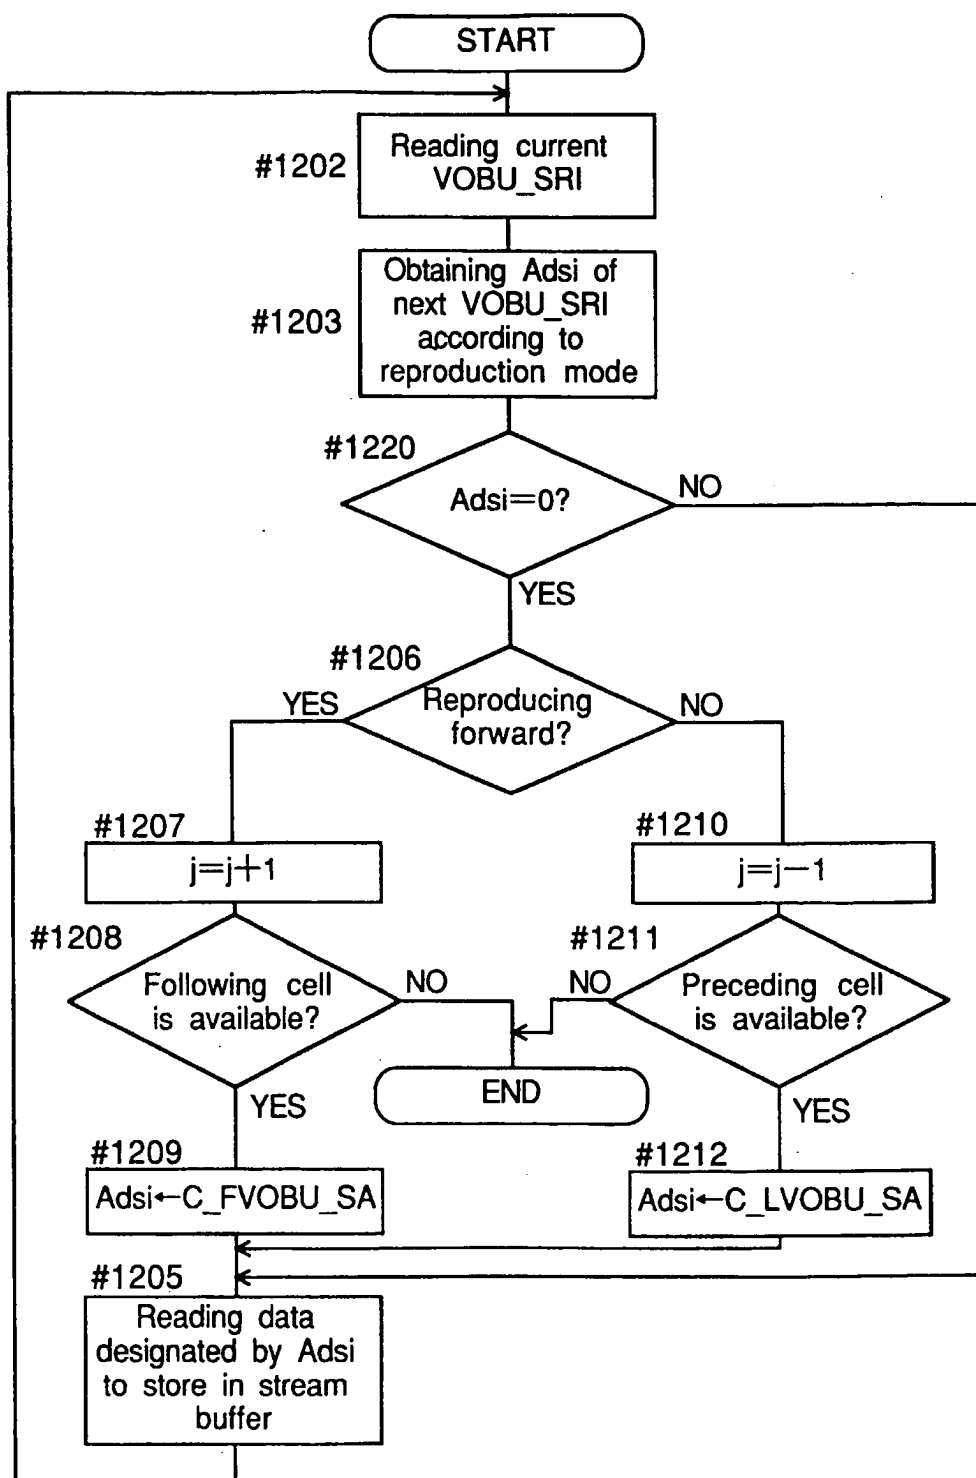 START
#1202
Reading current
VOBU_SRI
#1203
Obtaining Adsi of
next VOBU_SRI
according to
reproduction mode
#1220
Adsi=0?
NO
YES
#1206
Reproducing
forward?
YES
NO
#1207
j=j+1
#1210
j=j−1
#1208
Following cell
is available?
NO
#1211
Preceding cell
is available?
NO
END
YES
YES
#1209
Adsi←C_FVOBU_SA
#1212
Adsi←C_LVOBU_SA
#1205
Reading data
designated by Adsi
to store in stream
buffer